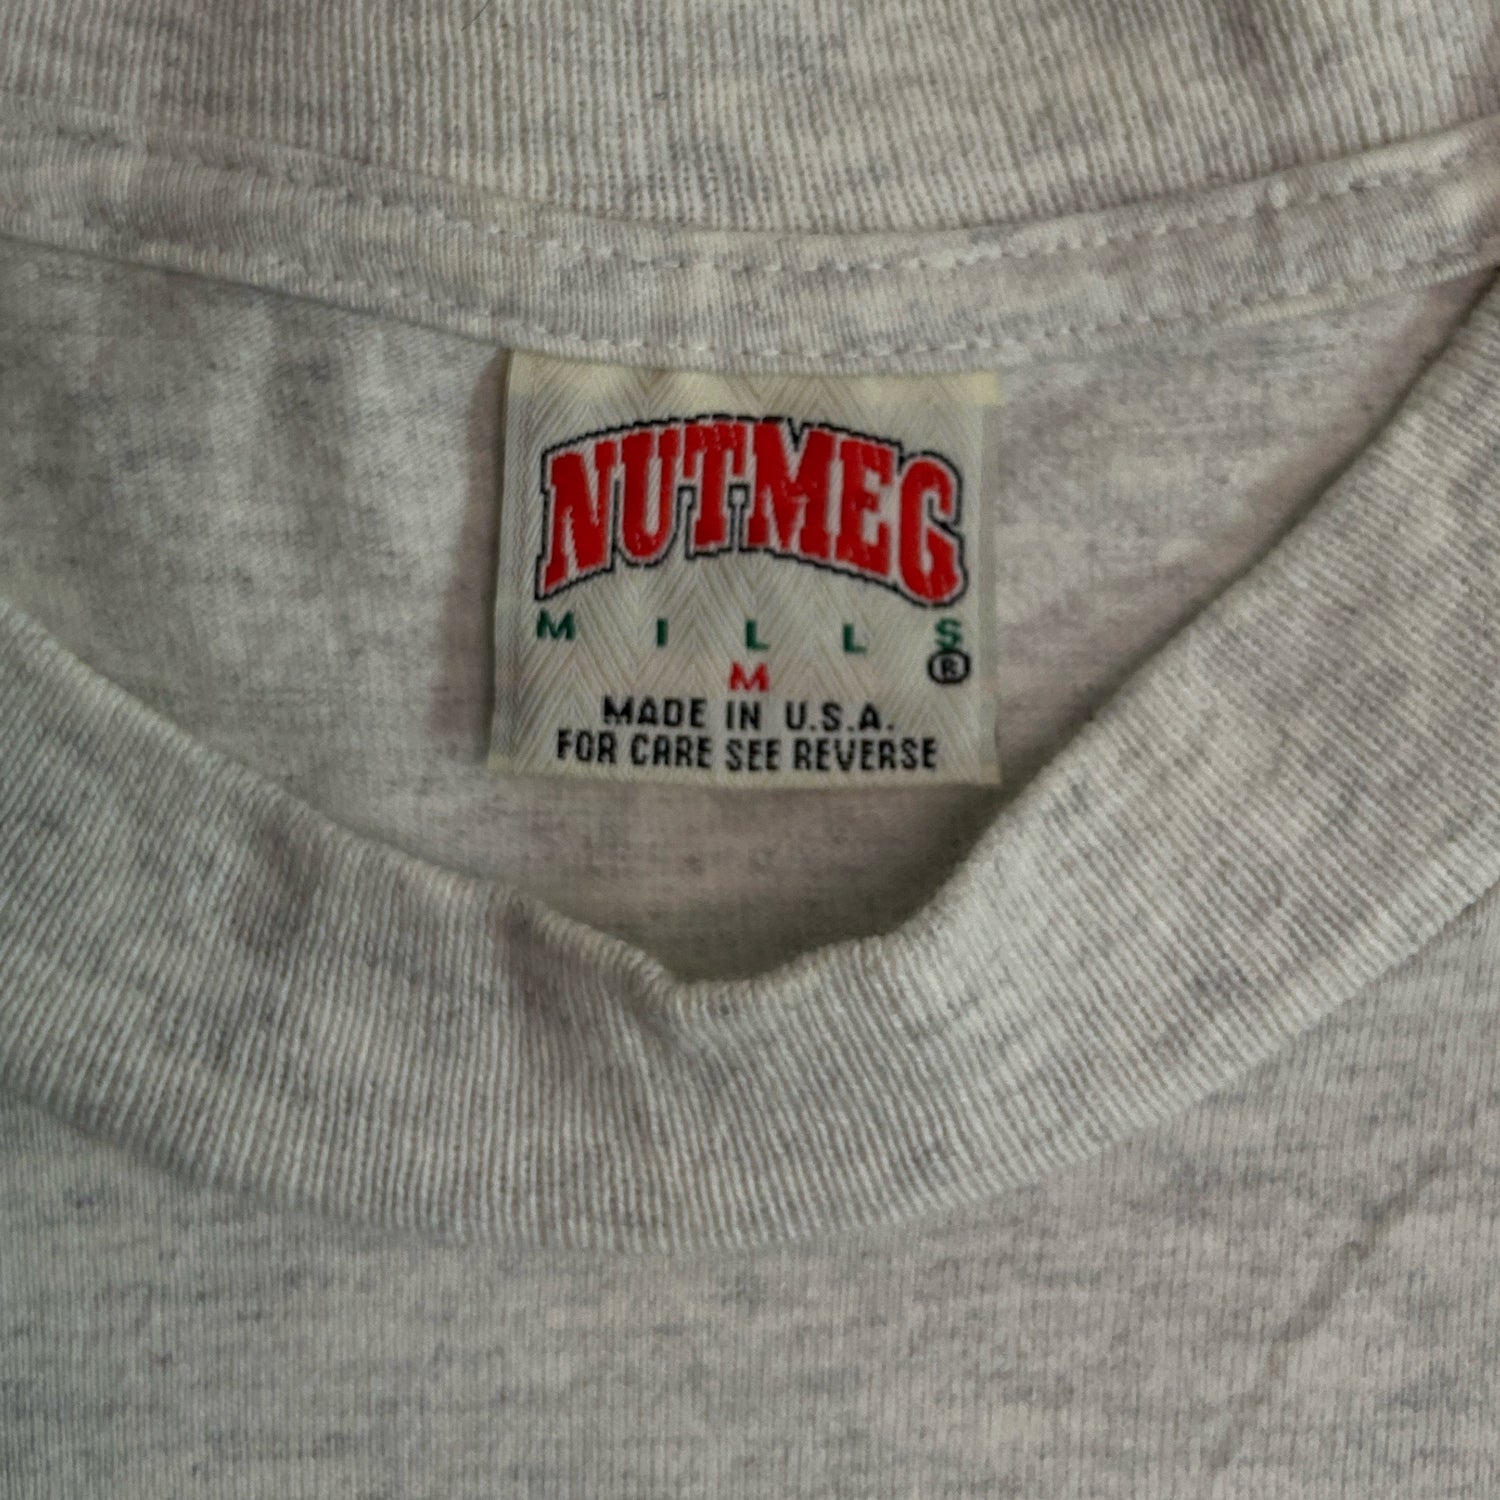 NUTMEG
MILLS
®
M
MADE IN U.S.A.
FOR CARE SEE REVERSE